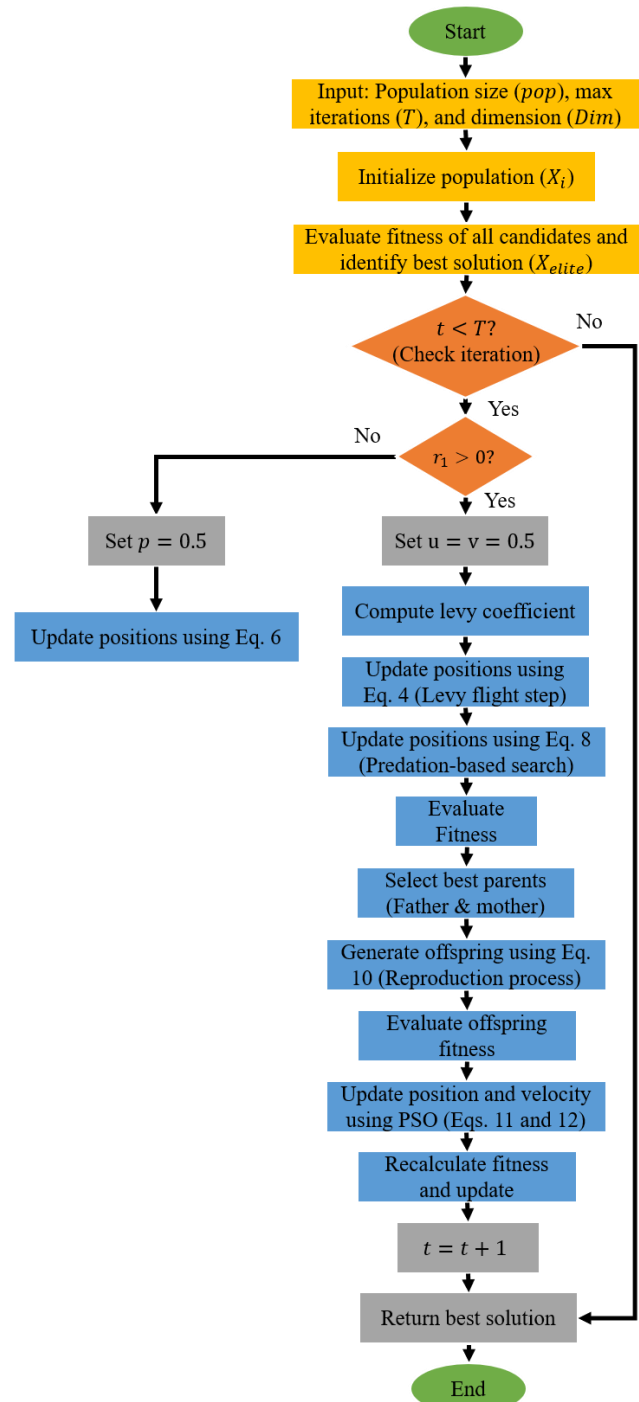 Start
Input: Population size (pop), max
iterations (T), and dimension (Dim)
Initialize population (X_i)
Evaluate fitness of all candidates and
identify best solution (X_elite)
t < T?
(Check iteration)
No
Yes
No
r_1 > 0?
Yes
Set p = 0.5
Set u = v = 0.5
Update positions using Eq. 6
Compute levy coefficient
Update positions using
Eq. 4 (Levy flight step)
Update positions using Eq. 8
(Predation-based search)
Evaluate
Fitness
Select best parents
(Father & mother)
Generate offspring using Eq.
10 (Reproduction process)
Evaluate offspring
fitness
Update position and velocity
using PSO (Eqs. 11 and 12)
Recalculate fitness
and update
t = t + 1
Return best solution
End